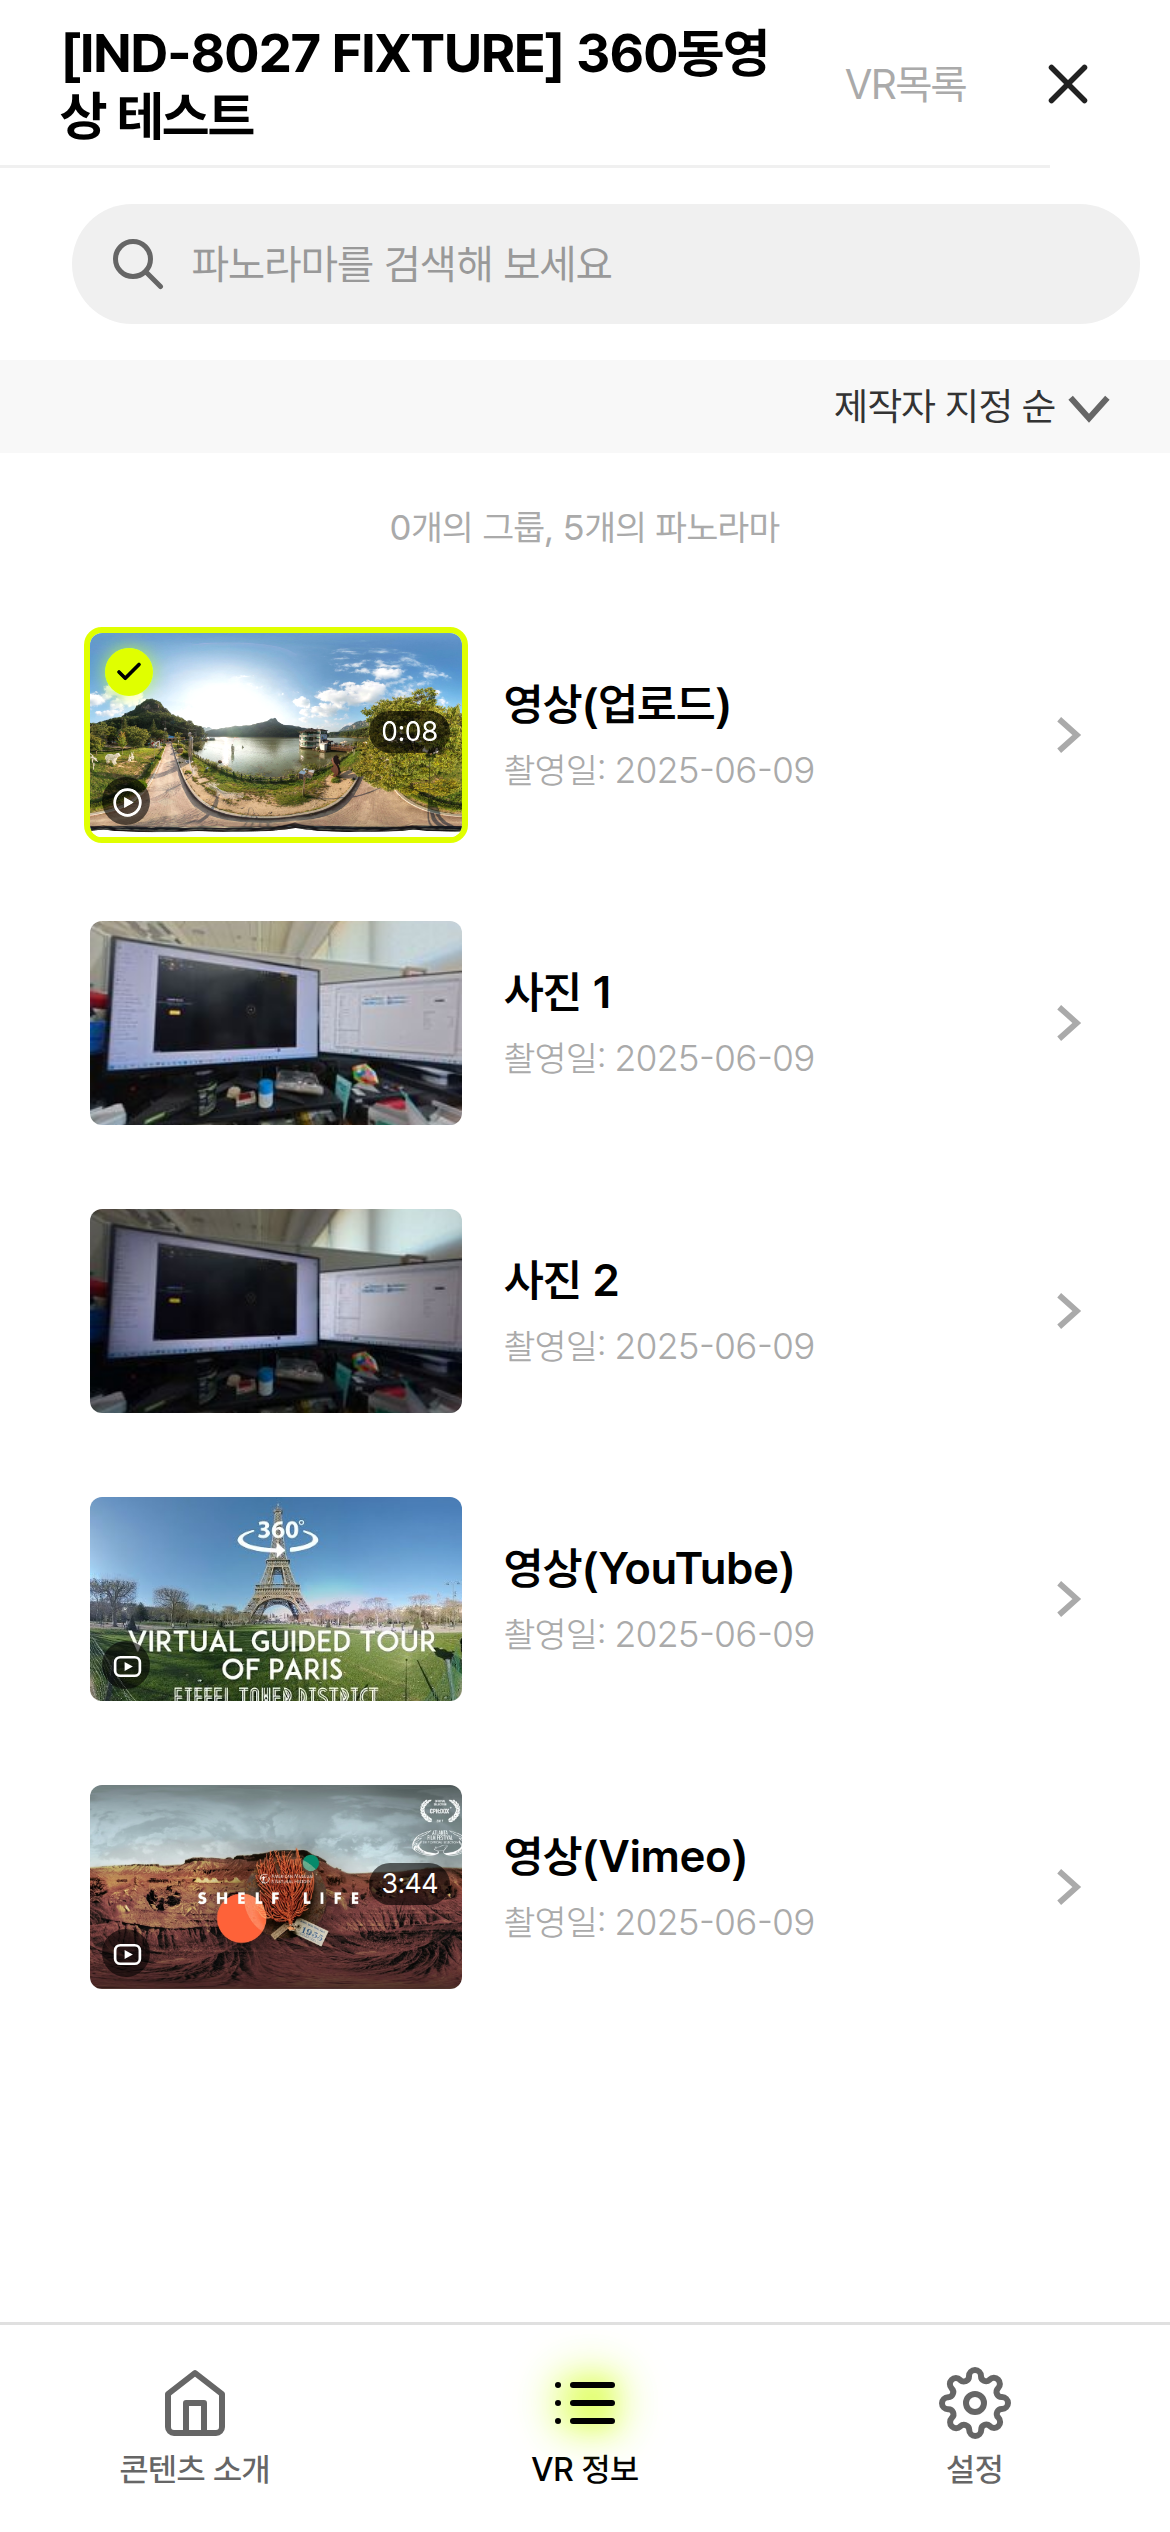 [IND-8027 FIXTURE] 360동영
상 테스트
VR목록
파노라마를 검색해 보세요
제작자 지정 순
0개의 그룹, 5개의 파노라마
0:08
영상(업로드)
촬영일: 2025-06-09
사진 1
촬영일: 2025-06-09
사진 2
촬영일: 2025-06-09
360°
VIRTUAL GUIDED TOUR
OF PARIS
EIFFEL TOWER DISTRICT
영상(YouTube)
촬영일: 2025-06-09
SHELF LIFE
3:44
영상(Vimeo)
촬영일: 2025-06-09
콘텐츠 소개
VR 정보
설정